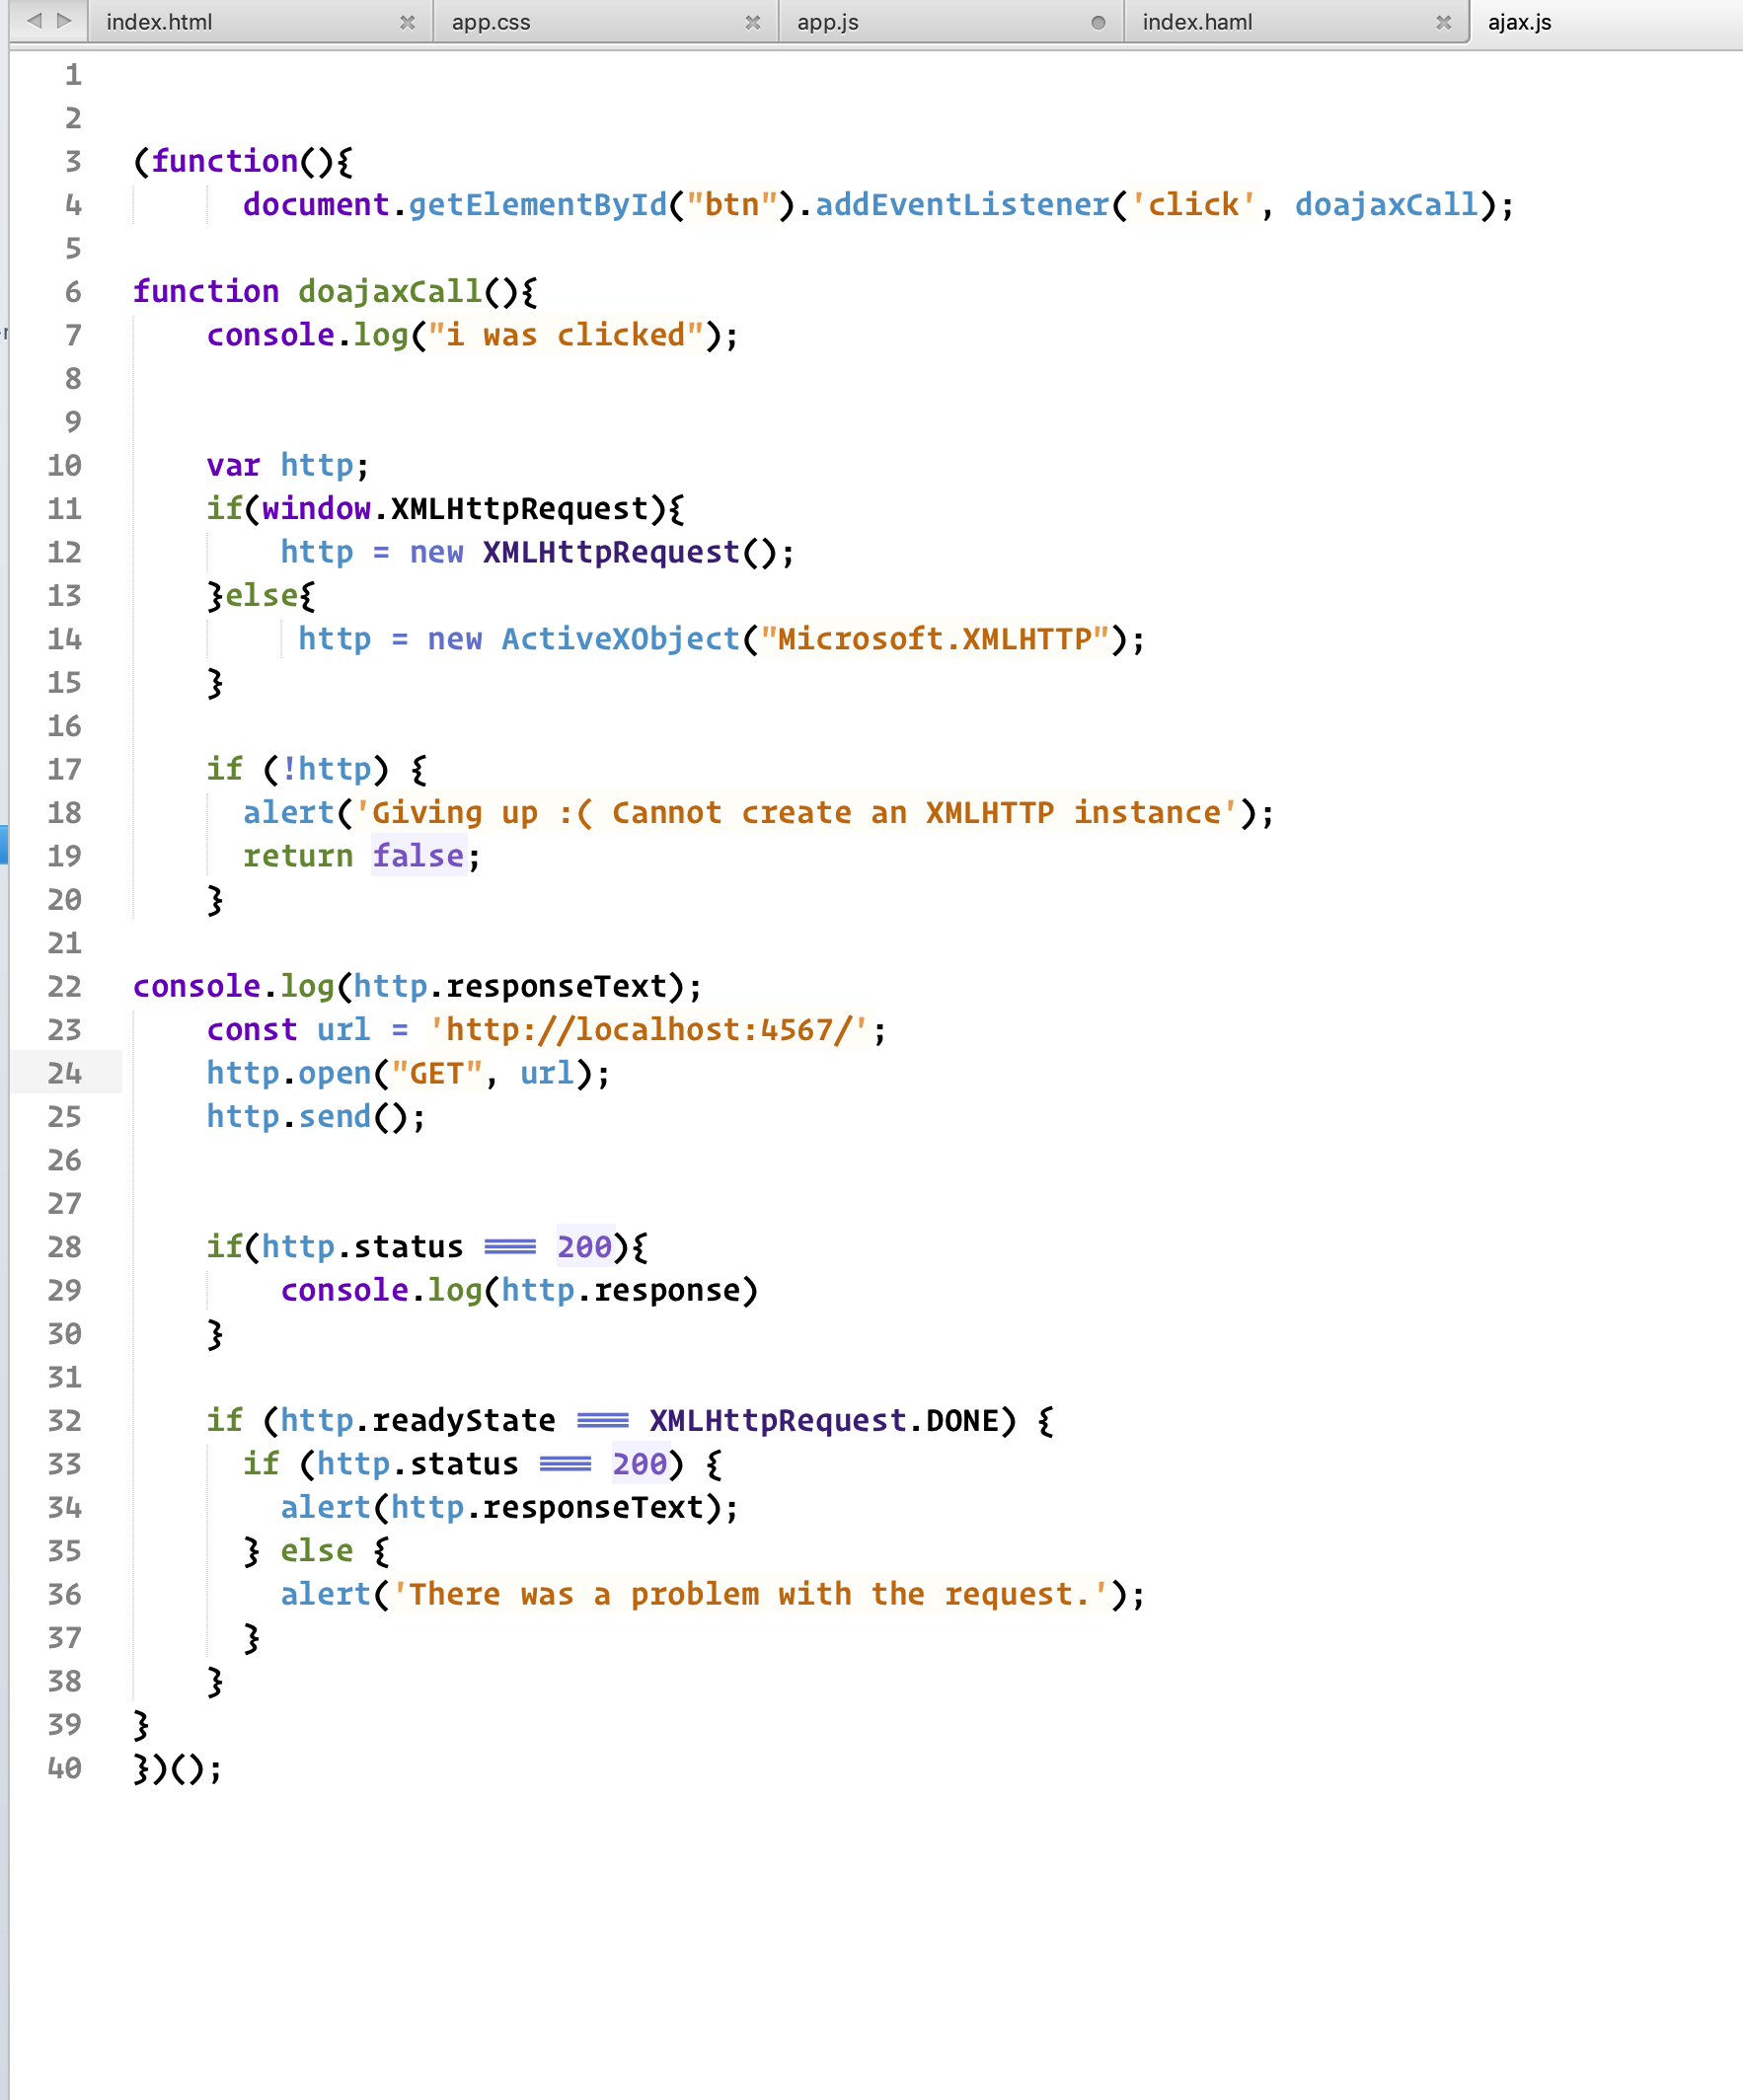 index.html app.css app.js index.haml ajax.js
1
2
3 (function(){
4 document.getElementById("btn").addEventListener('click', doajaxCall);
5
6 function doajaxCall(){
7 console.log("i was clicked");
8
9
10 var http;
11 if(window.XMLHttpRequest){
12 http = new XMLHttpRequest();
13 }else{
14 http = new ActiveXObject("Microsoft.XMLHTTP");
15 }
16
17 if (!http) {
18 alert('Giving up :( Cannot create an XMLHTTP instance');
19 return false;
20 }
21
22 console.log(http.responseText);
23 const url = 'http://localhost:4567/';
24 http.open("GET", url);
25 http.send();
26
27
28 if(http.status === 200){
29 console.log(http.response)
30 }
31
32 if (http.readyState === XMLHttpRequest.DONE) {
33 if (http.status === 200) {
34 alert(http.responseText);
35 } else {
36 alert('There was a problem with the request.');
37 }
38 }
39 }
40 })();